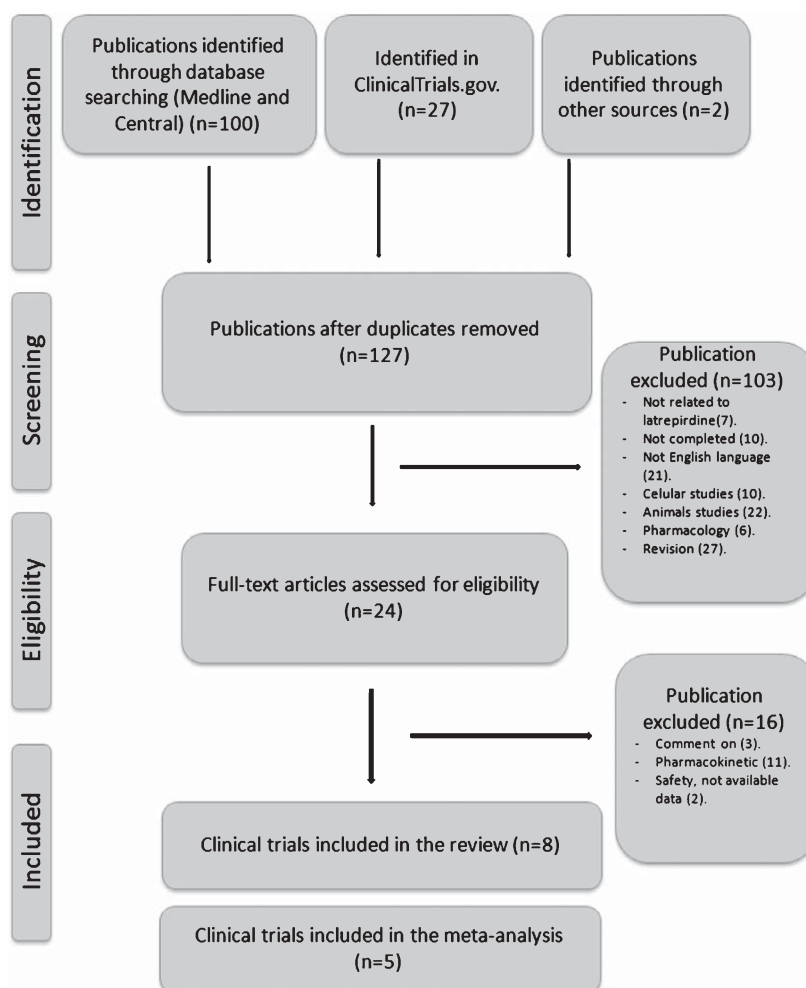 Identification
Publications identified
through database
searching (Medline and
Central) (n=100)
Identified in
ClinicalTrials.gov.
(n=27)
Publications
identified through
other sources (n=2)
Screening
Publications after duplicates removed
(n=127)
Publication
excluded (n=103)
- Not related to
latrepirdine(7).
- Not completed (10).
- Not English language
(21).
- Celular studies (10).
- Animals studies (22).
- Pharmacology (6).
- Revision (27).
Eligibility
Full-text articles assessed for eligibility
(n=24)
Publication
excluded (n=16)
- Comment on (3).
- Pharmacokinetic (11).
- Safety, not available
data (2).
Included
Clinical trials included in the review (n=8)
Clinical trials included in the meta-analysis
(n=5)